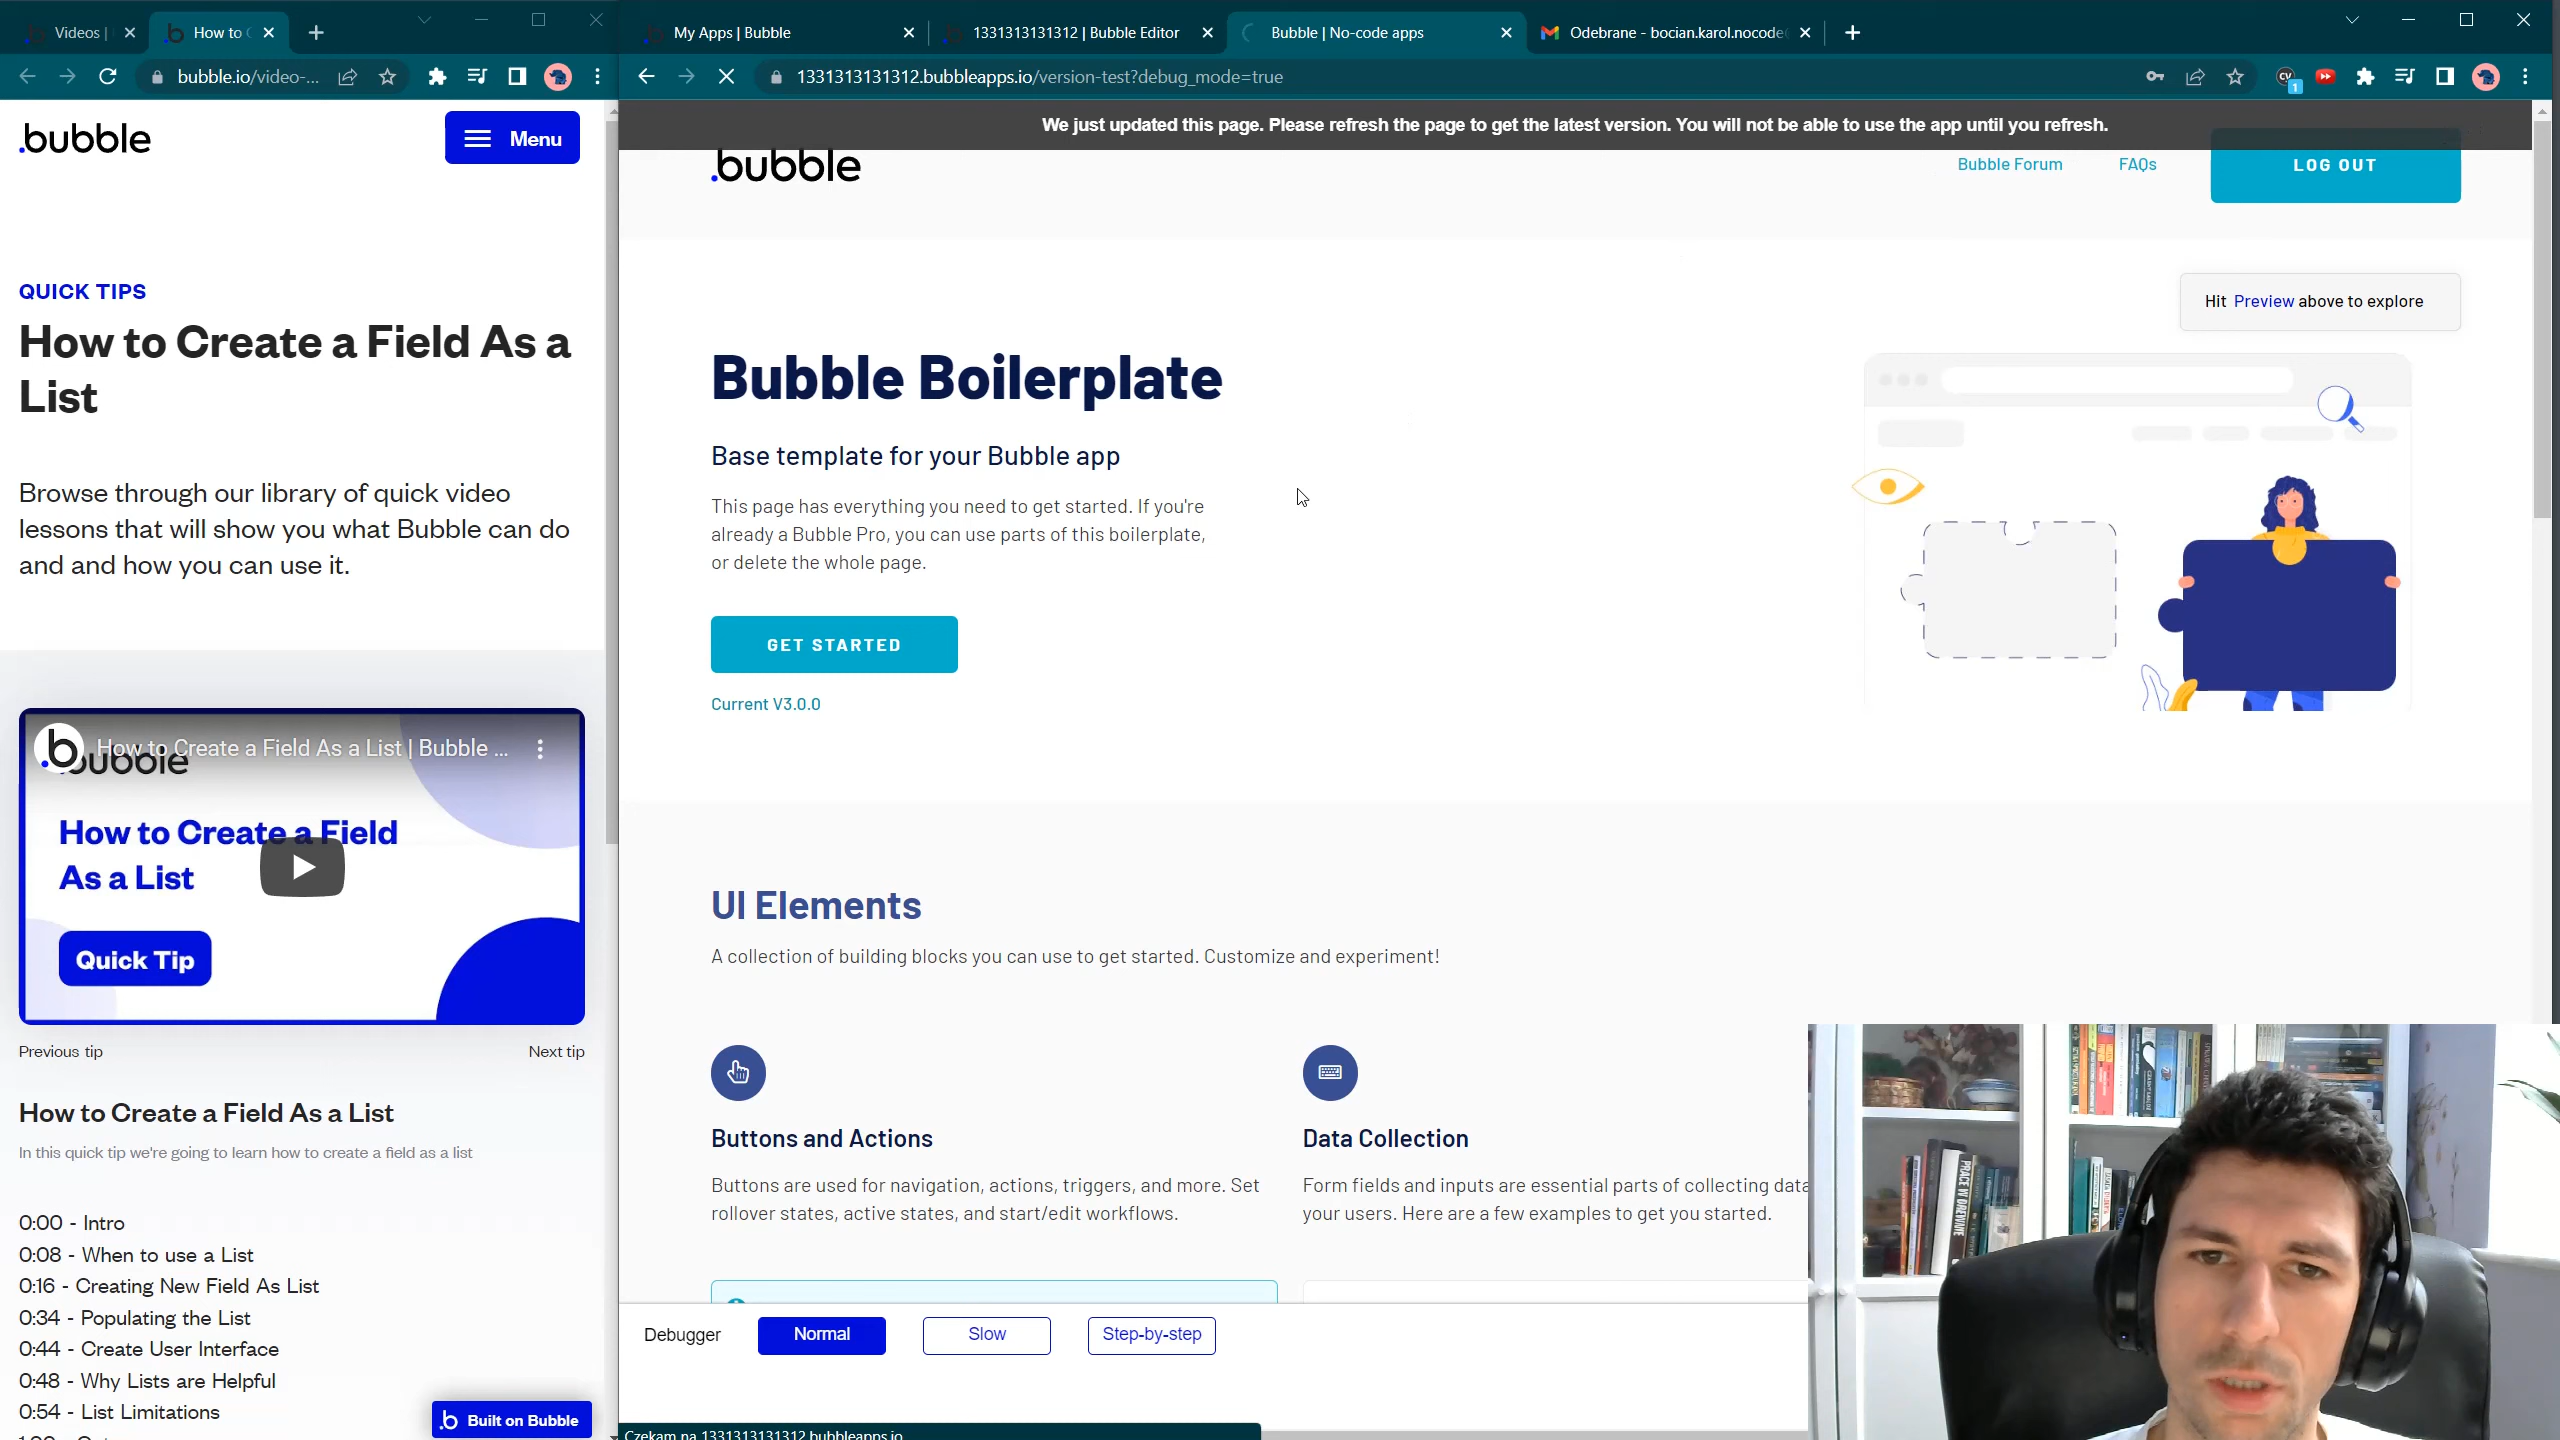 Videos |
How to C
bubble.io/video-...
.bubble
Menu
QUICK TIPS
How to Create a Field As a
List
Browse through our library of quick video
lessons that will show you what Bubble can do
and and how you can use it.
How to Create a Field As a List | Bubble ...
.bubble
How to Create a Field
As a List
Quick Tip
Previous tip
Next tip
How to Create a Field As a List
In this quick tip we're going to learn how to create a field as a list
0:00 - Intro
0:08 - When to use a List
0:16 - Creating New Field As List
0:34 - Populating the List
0:44 - Create User Interface
0:48 - Why Lists are Helpful
0:54 - List Limitations
Built on Bubble
My Apps | Bubble
1331313131312 | Bubble Editor
Bubble | No-code apps
Odebrane - bocian.karol.nocode
1331313131312.bubbleapps.io/version-test?debug_mode=true
1
We just updated this page. Please refresh the page to get the latest version. You will not be able to use the app until you refresh.
.bubble
Bubble Forum
FAQs
LOG OUT
Hit Preview above to explore
Bubble Boilerplate
Base template for your Bubble app
This page has everything you need to get started. If you're
already a Bubble Pro, you can use parts of this boilerplate,
or delete the whole page.
GET STARTED
Current V3.0.0
UI Elements
A collection of building blocks you can use to get started. Customize and experiment!
Buttons and Actions
Buttons are used for navigation, actions, triggers, and more. Set
rollover states, active states, and start/edit workflows.
Data Collection
Form fields and inputs are essential parts of collecting data
your users. Here are a few examples to get you started.
Debugger
Normal
Slow
Step-by-step
Czekam na 1331313131312.bubbleapps.io